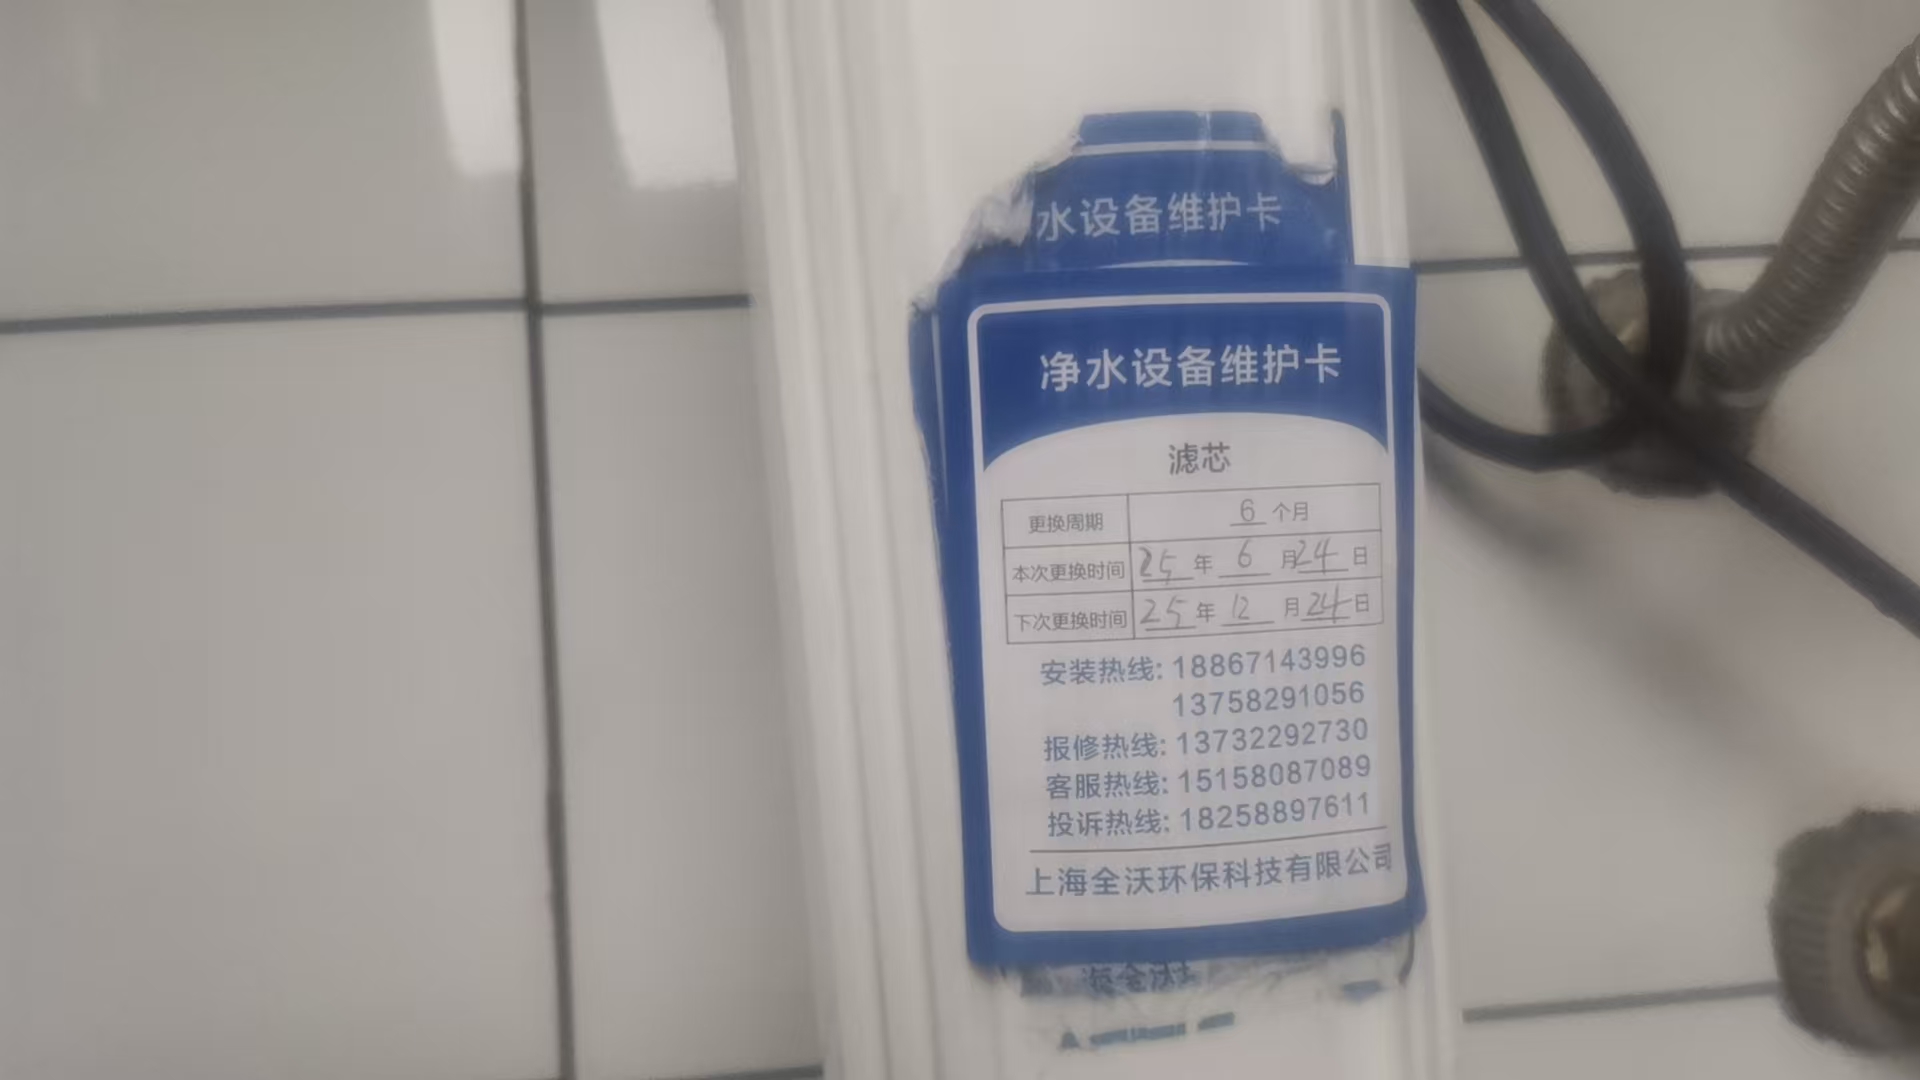 水设备维护卡
净水设备维护卡
滤芯
更换周期 6 个月
本次更换时间 25 年 6 月 24 日
下次更换时间 25 年 12 月 24 日
安装热线: 18867143996
13758291056
报修热线: 13732292730
客服热线: 15158087089
投诉热线: 18258897611
上海全沃环保科技有限公司
海全沃